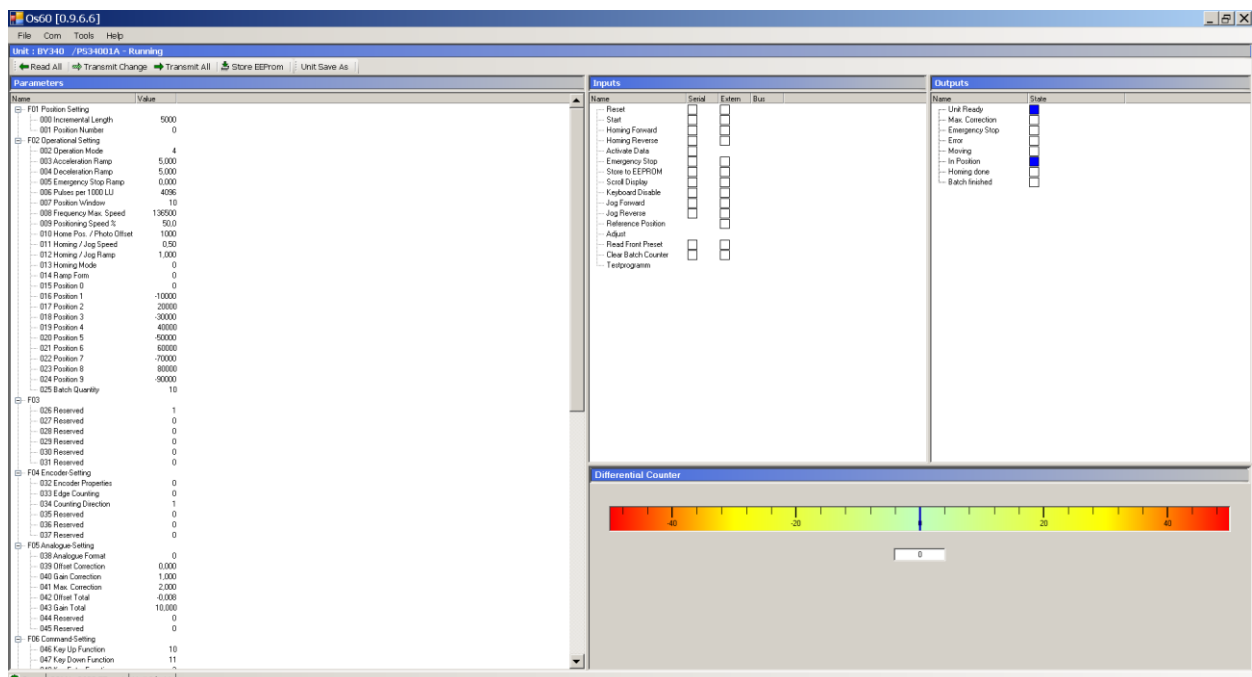 Os60 [0.9.6.6]
File Com Tools Help
Unit : BY340 /PS34001A - Running
Read All Transmit Change Transmit All Store EEProm Unit Save As
Parameters
Name Value
F01 Position Setting
000 Incremental Length 5000
001 Position Number 0
F02 Operational Setting
002 Operation Mode 4
003 Acceleration Ramp 5,000
004 Deceleration Ramp 5,000
005 Emergency Stop Ramp 0,000
006 Pulses per 1000 LU 4096
007 Position Window 10
008 Frequency Max. Speed 136500
009 Positioning Speed % 50,0
010 Home Pos. / Photo Offset 1000
011 Homing / Jog Speed 0,50
012 Homing / Jog Ramp 1,000
013 Homing Mode 0
014 Ramp Form 0
015 Position 0 0
016 Position 1 -10000
017 Position 2 20000
018 Position 3 -30000
019 Position 4 40000
020 Position 5 -50000
021 Position 6 60000
022 Position 7 -70000
023 Position 8 80000
024 Position 9 -90000
025 Batch Quantity 10
F03
026 Reserved 1
027 Reserved 0
028 Reserved 0
029 Reserved 0
030 Reserved 0
031 Reserved 0
F04 Encoder-Setting
032 Encoder Properties 0
033 Edge Counting 0
034 Counting Direction 1
035 Reserved 0
036 Reserved 0
037 Reserved 0
F05 Analogue-Setting
038 Analogue Format 0
039 Offset Correction 0,000
040 Gain Correction 1,000
041 Max. Correction 2,000
042 Offset Total -0,008
043 Gain Total 10,000
044 Reserved 0
045 Reserved 0
F06 Command-Setting
046 Key Up Function 10
047 Key Down Function 11
Inputs
Name Serial Extern Bus
Reset
Start
Homing Forward
Homing Reverse
Activate Data
Emergency Stop
Store to EEPROM
Scroll Display
Keyboard Disable
Jog Forward
Jog Reverse
Reference Position
Adjust
Read Front Preset
Clear Batch Counter
Testprogramm
Outputs
Name State
Unit Ready
Max. Correction
Emergency Stop
Error
Moving
In Position
Homing done
Batch finished
Differential Counter
-40 -20 0 20 40
0